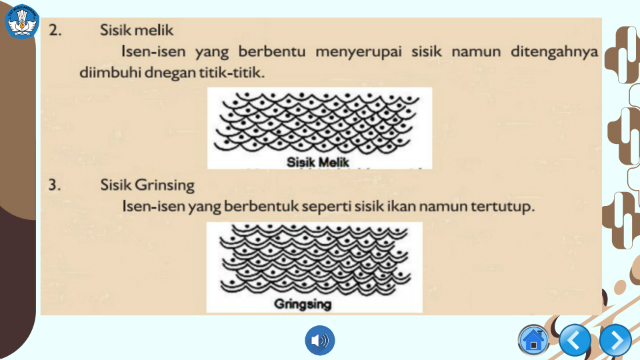 2. Sisik melik
Isen-isen yang berbentu menyerupai sisik namun ditengahnya
diimbuhi dnegan titik-titik.
Sisik Melik
3. Sisik Grinsing
Isen-isen yang berbentuk seperti sisik ikan namun tertutup.
Gringsing